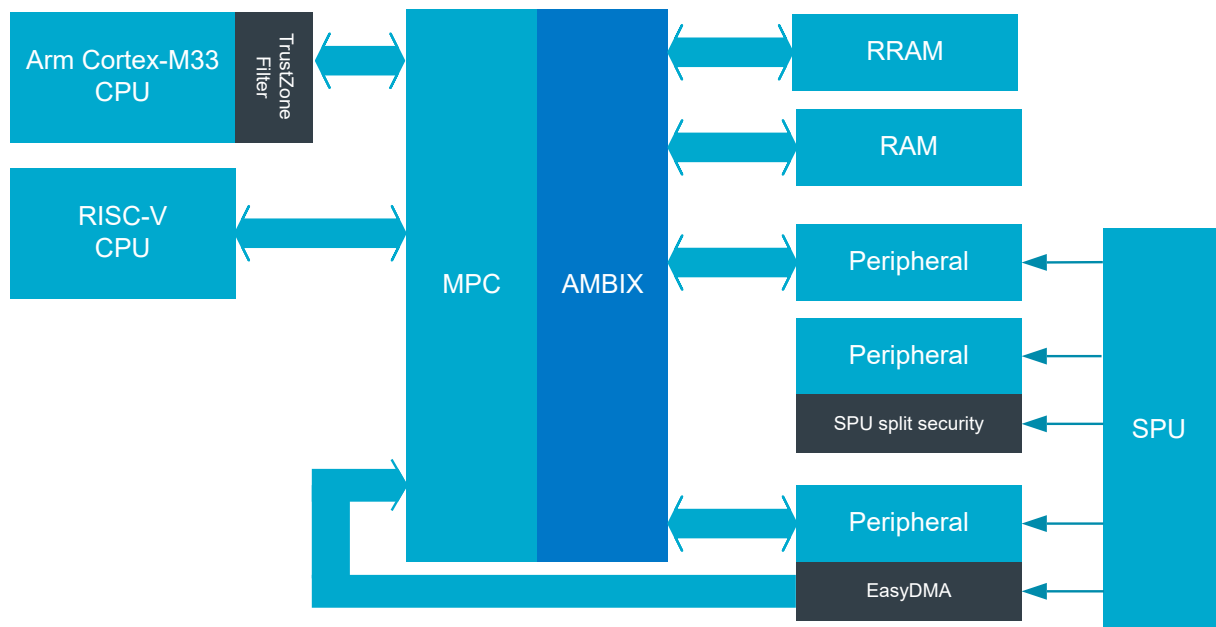 Arm Cortex-M33
CPU
TrustZone
Filter
RISC-V
CPU
MPC
AMBIX
RRAM
RAM
Peripheral
Peripheral
SPU split security
Peripheral
EasyDMA
SPU